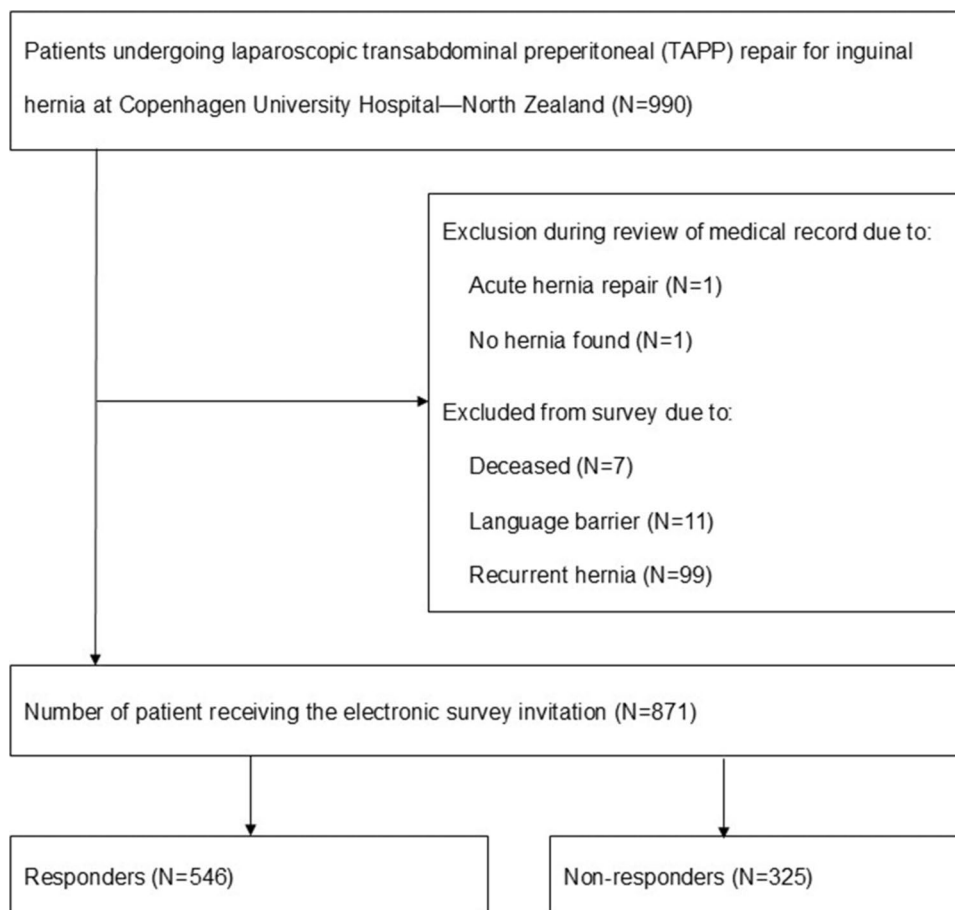 Patients undergoing laparoscopic transabdominal preperitoneal (TAPP) repair for inguinal
hernia at Copenhagen University Hospital—North Zealand (N=990)
Exclusion during review of medical record due to:
Acute hernia repair (N=1)
No hernia found (N=1)
Excluded from survey due to:
Deceased (N=7)
Language barrier (N=11)
Recurrent hernia (N=99)
Number of patient receiving the electronic survey invitation (N=871)
Responders (N=546)
Non-responders (N=325)